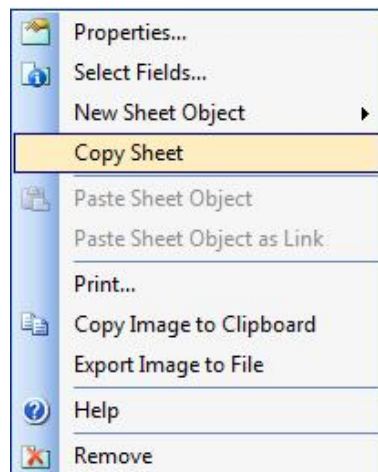 Properties...
Select Fields...
New Sheet Object
Copy Sheet
Paste Sheet Object
Paste Sheet Object as Link
Print...
Copy Image to Clipboard
Export Image to File
Help
Remove